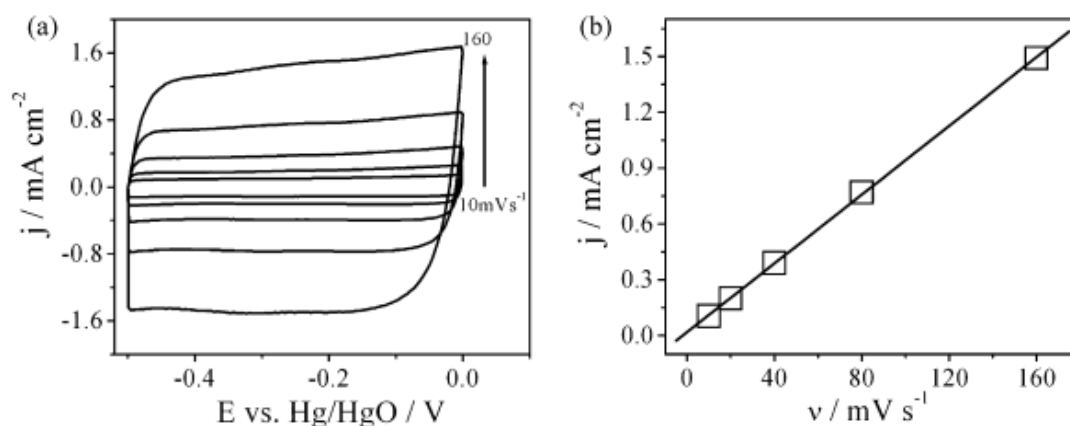 (a)
1.6
0.8
0.0
-0.8
-1.6
j / mA cm⁻²
160
10mVs⁻¹
-0.4
-0.2
0.0
E vs. Hg/HgO / V
(b)
1.5
1.2
0.9
0.6
0.3
0.0
j / mA cm⁻²
0
40
80
120
160
ν / mV s⁻¹